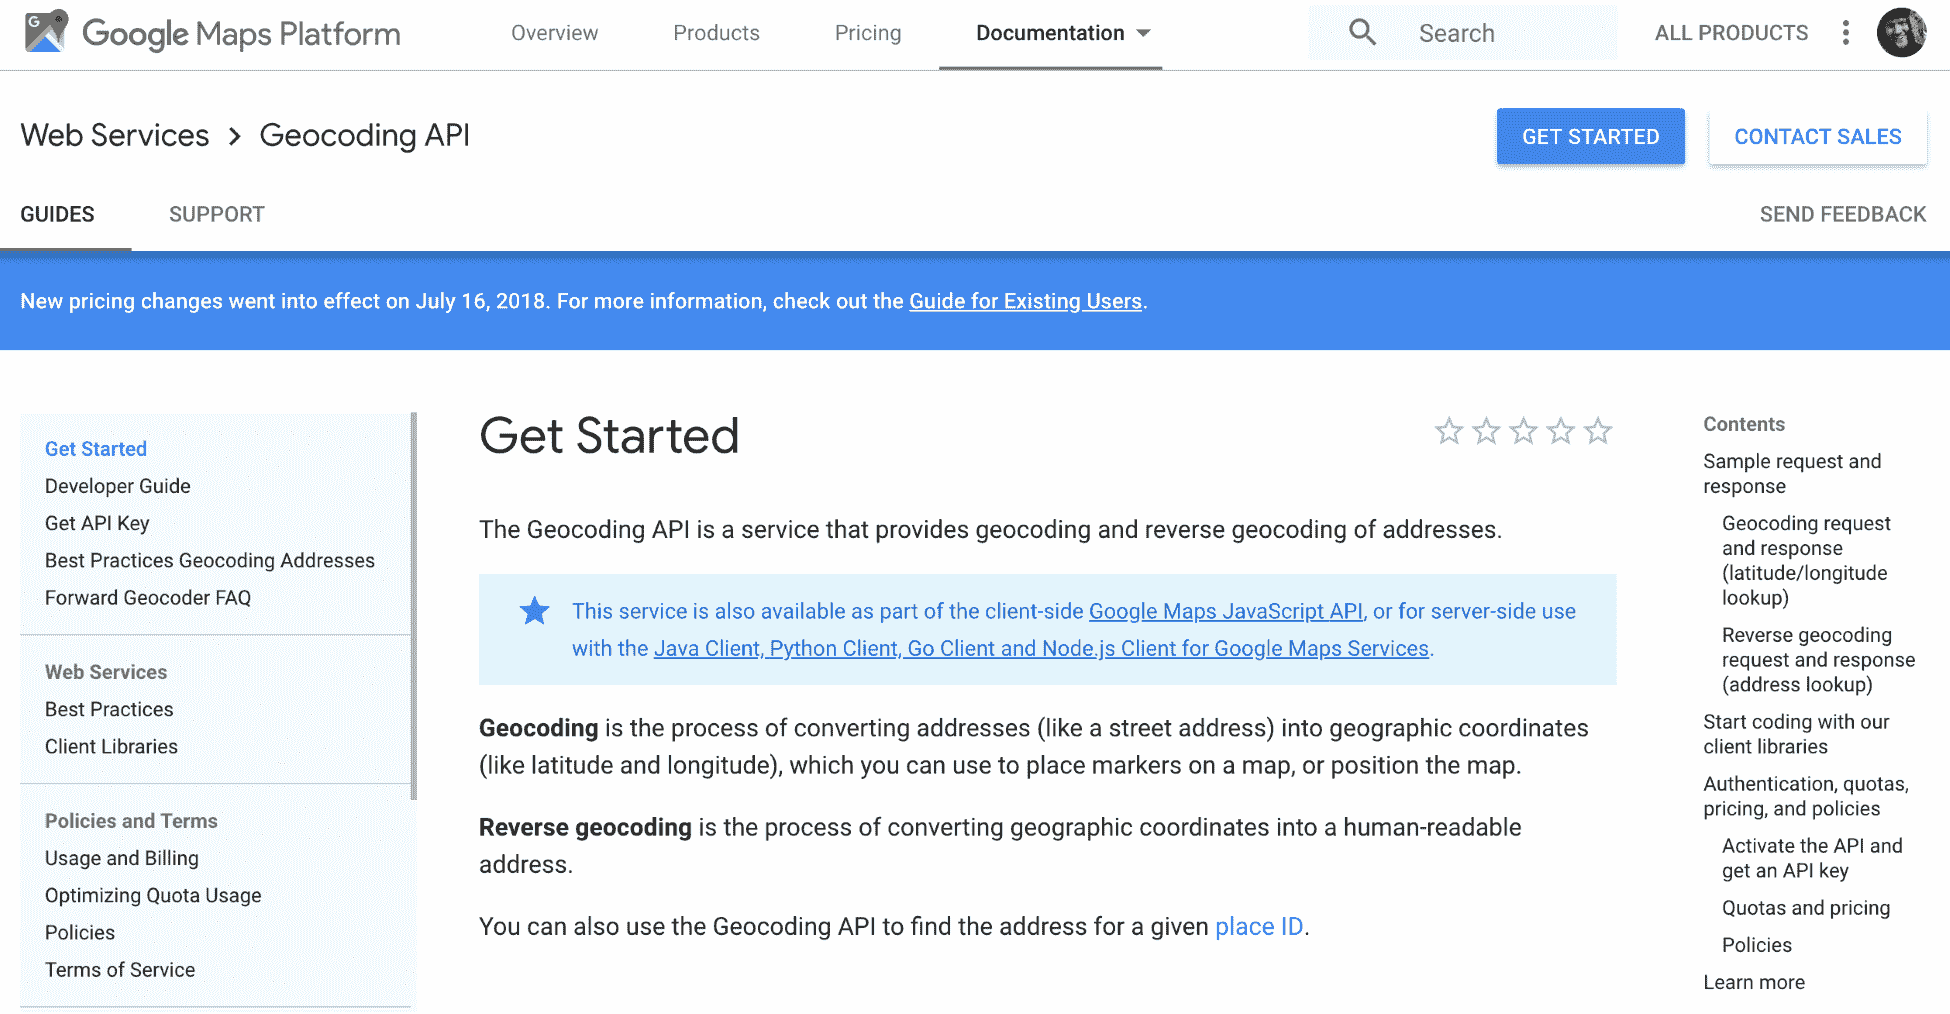 G
Google Maps Platform
Overview
Products
Pricing
Documentation
Search
ALL PRODUCTS
Web Services > Geocoding API
GET STARTED
CONTACT SALES
GUIDES
SUPPORT
SEND FEEDBACK
New pricing changes went into effect on July 16, 2018. For more information, check out the Guide for Existing Users.
Get Started
Developer Guide
Get API Key
Best Practices Geocoding Addresses
Forward Geocoder FAQ
Web Services
Best Practices
Client Libraries
Policies and Terms
Usage and Billing
Optimizing Quota Usage
Policies
Terms of Service
Get Started
The Geocoding API is a service that provides geocoding and reverse geocoding of addresses.
This service is also available as part of the client-side Google Maps JavaScript API, or for server-side use
with the Java Client, Python Client, Go Client and Node.js Client for Google Maps Services.
Geocoding is the process of converting addresses (like a street address) into geographic coordinates
(like latitude and longitude), which you can use to place markers on a map, or position the map.
Reverse geocoding is the process of converting geographic coordinates into a human-readable
address.
You can also use the Geocoding API to find the address for a given place ID.
Contents
Sample request and
response
Geocoding request
and response
(latitude/longitude
lookup)
Reverse geocoding
request and response
(address lookup)
Start coding with our
client libraries
Authentication, quotas,
pricing, and policies
Activate the API and
get an API key
Quotas and pricing
Policies
Learn more